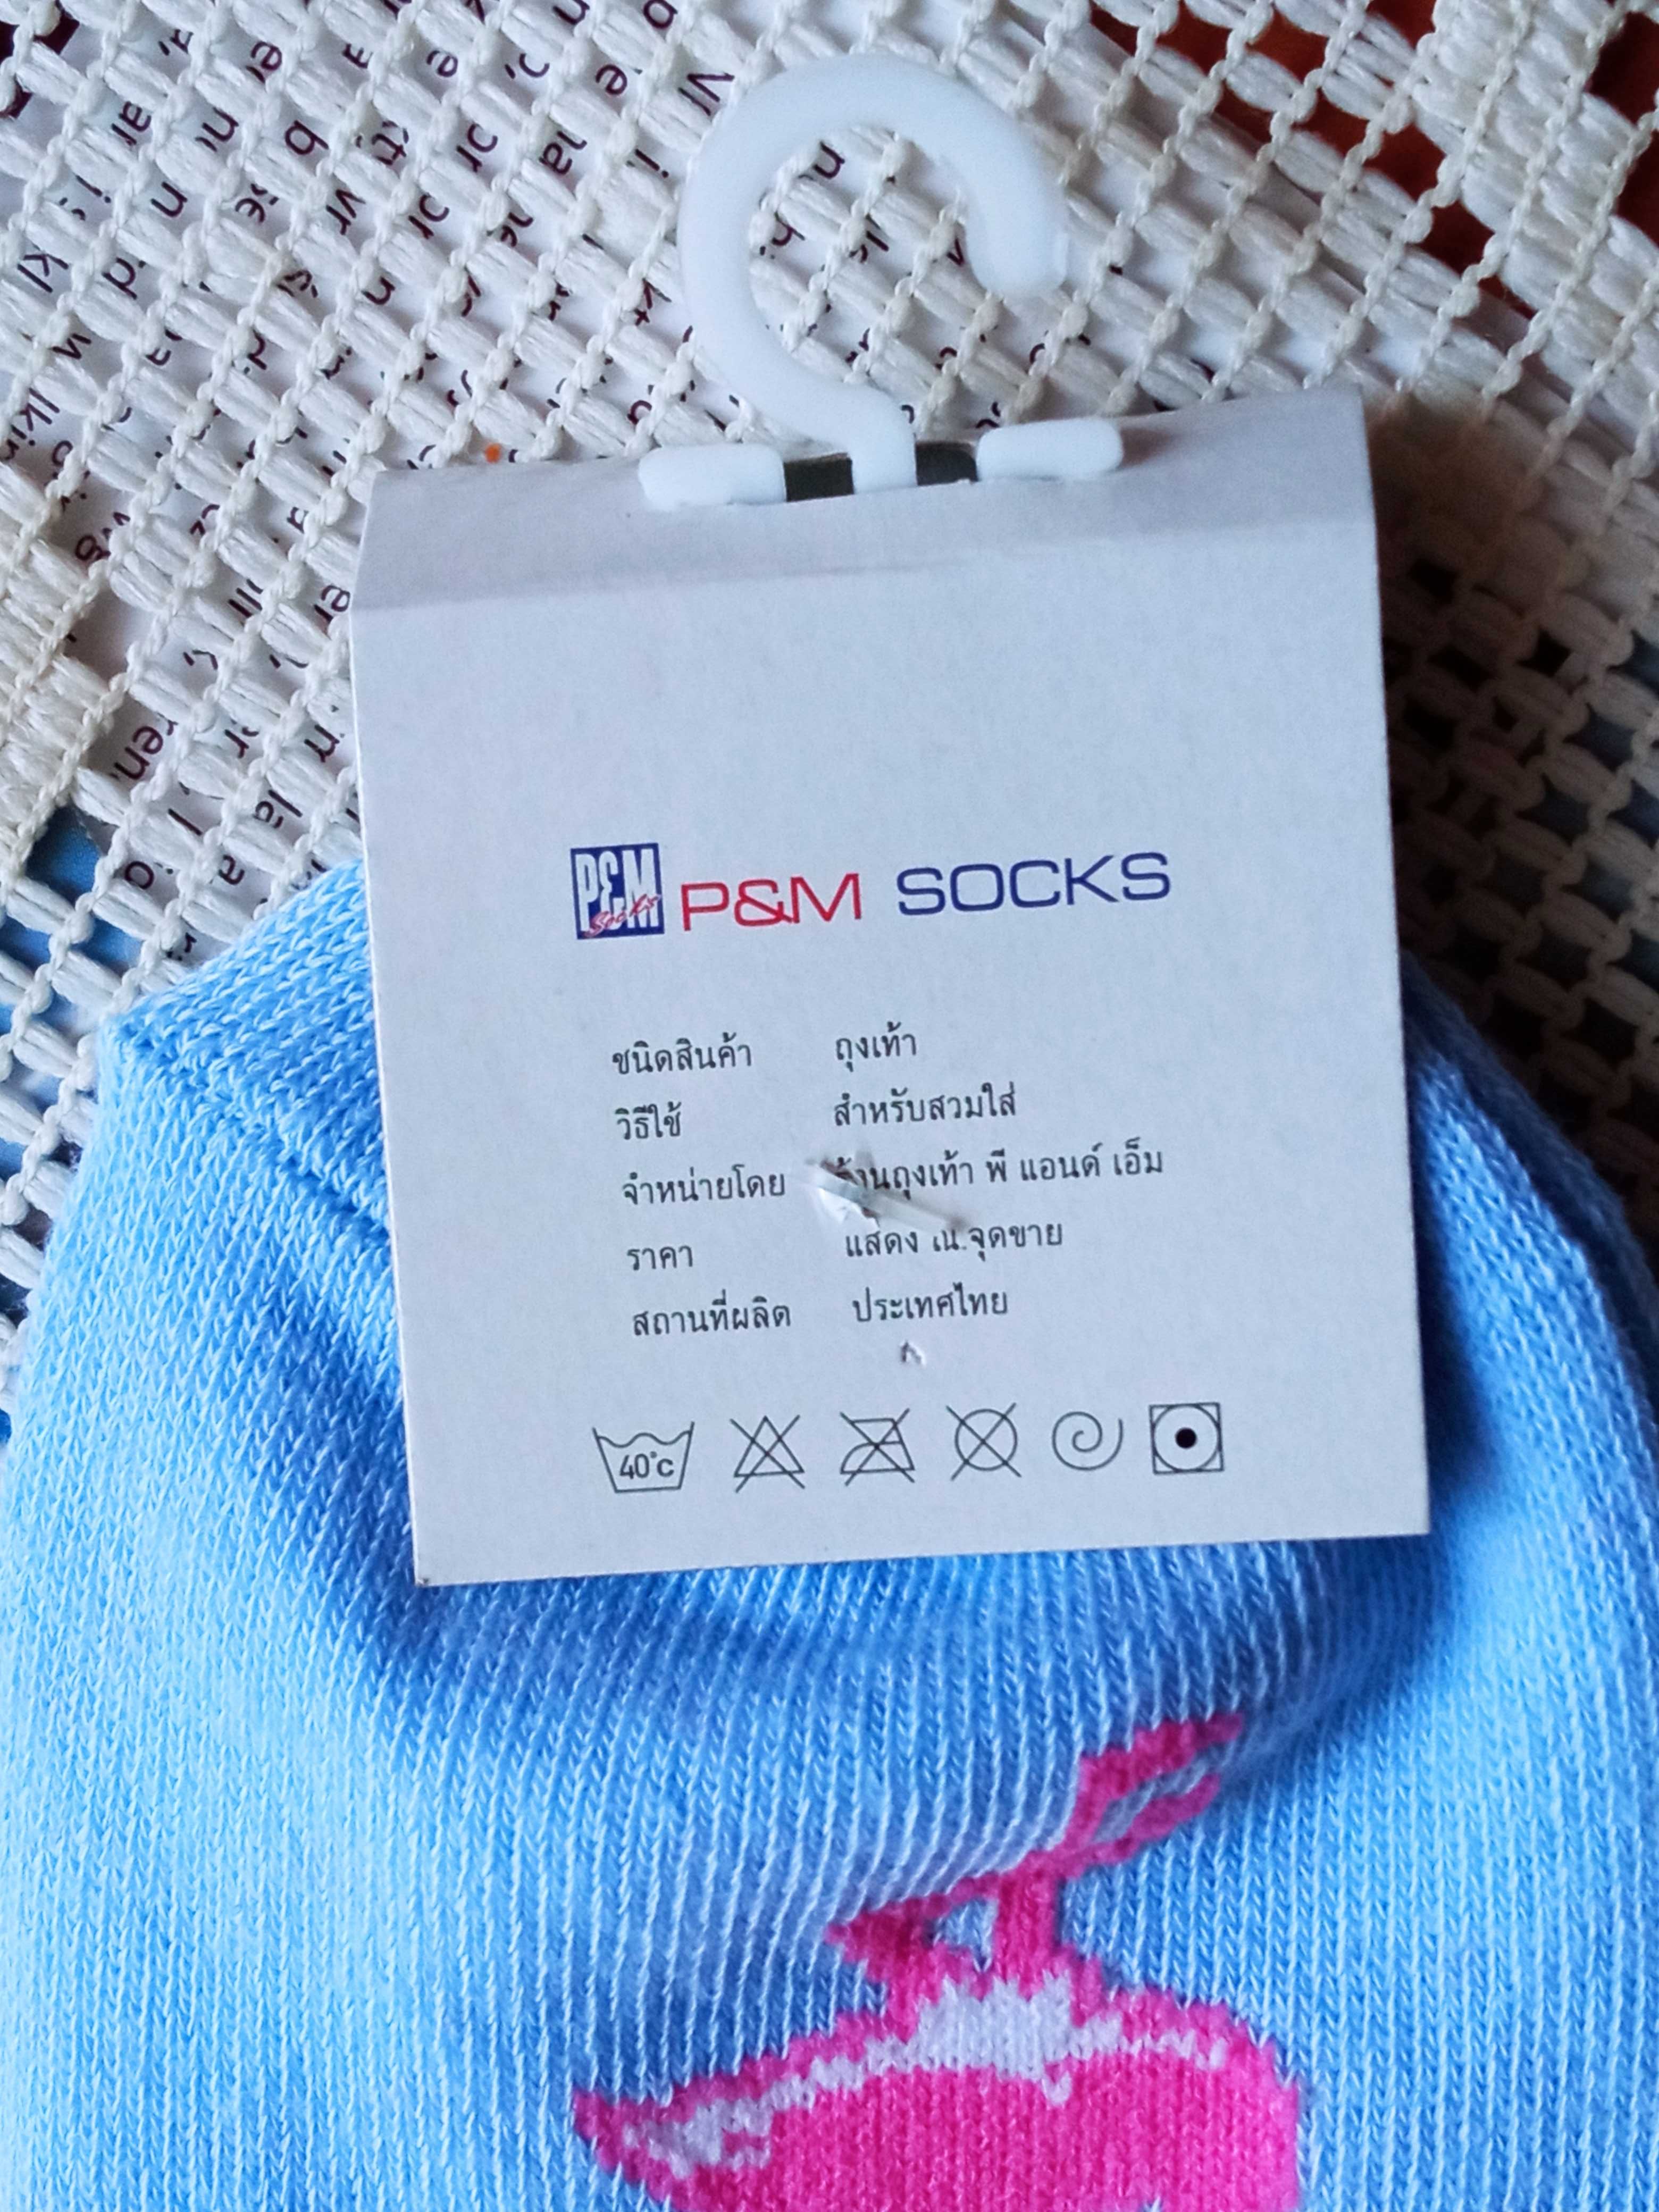 P&M
Socks
P&M SOCKS
ชนิดสินค้า ถุงเท้า
วิธีใช้ สำหรับสวมใส่
จำหน่ายโดย ร้านถุงเท้า พี แอนด์ เอ็ม
ราคา แสดง ณ.จุดขาย
สถานที่ผลิต ประเทศไทย
40°c